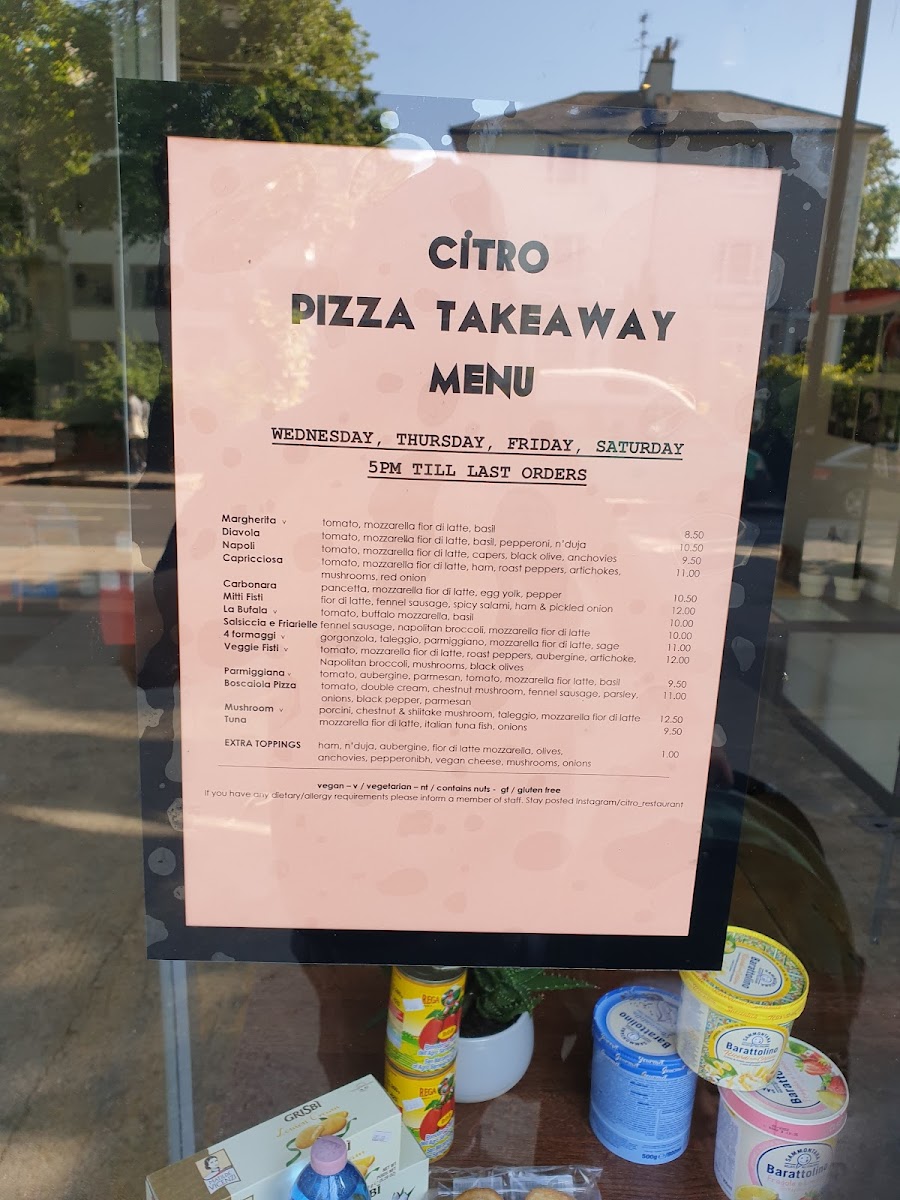 CiTRO
PIZZA TAKEAWAY
MENU
WEDNESDAY, THURSDAY, FRIDAY, SATURDAY
5PM TILL LAST ORDERS
Margherita v tomato, mozzarella fior di latte, basil 8.50
Diavola tomato, mozzarella fior di latte, basil, pepperoni, n'duja 10.50
Napoli tomato, mozzarella fior di latte, capers, black olive, anchovies 9.50
Capricciosa tomato, mozzarella fior di latte, ham, roast peppers, artichokes, 11.00
mushrooms, red onion
Carbonara pancetta, mozzarella fior di latte, egg yolk, pepper 10.50
Mitti Fisti fior di latte, fennel sausage, spicy salami, ham & pickled onion 12.00
La Bufala v tomato, buffalo mozzarella, basil 10.00
Salsiccia e Friarielle fennel sausage, napolitan broccoli, mozzarella fior di latte 10.00
4 formaggi v gorgonzola, taleggio, parmiggiano, mozzarella fior di latte, sage 11.00
Veggie Fisti v tomato, mozzarella fior di latte, roast peppers, aubergine, artichoke, 12.00
Napolitan broccoli, mushrooms, black olives
Parmiggiana v tomato, aubergine, parmesan, tomato, mozzarella fior latte, basil 9.50
Boscaiola Pizza tomato, double cream, chestnut mushroom, fennel sausage, parsley, 11.00
onions, black pepper, parmesan
Mushroom v porcini, chestnut & shiitake mushroom, taleggio, mozzarella fior di latte 12.50
Tuna mozzarella fior di latte, italian tuna fish, onions 9.50
EXTRA TOPPINGS ham, n'duja, aubergine, fior di latte mozzarella, olives, 1.00
anchovies, pepperonibh, vegan cheese, mushrooms, onions
vegan – v / vegetarian – nt / contains nuts - gf / gluten free
If you have any dietary/allergy requirements please inform a member of staff. Stay posted Instagram/citro_restaurant
REGA
REGA
GRISBÌ
Barattolino
SAMMONTANA
Barattolino
Barattolino
Gourmet
500g
Barattolino
SAMMONTANA
Barattolino
VICENZI